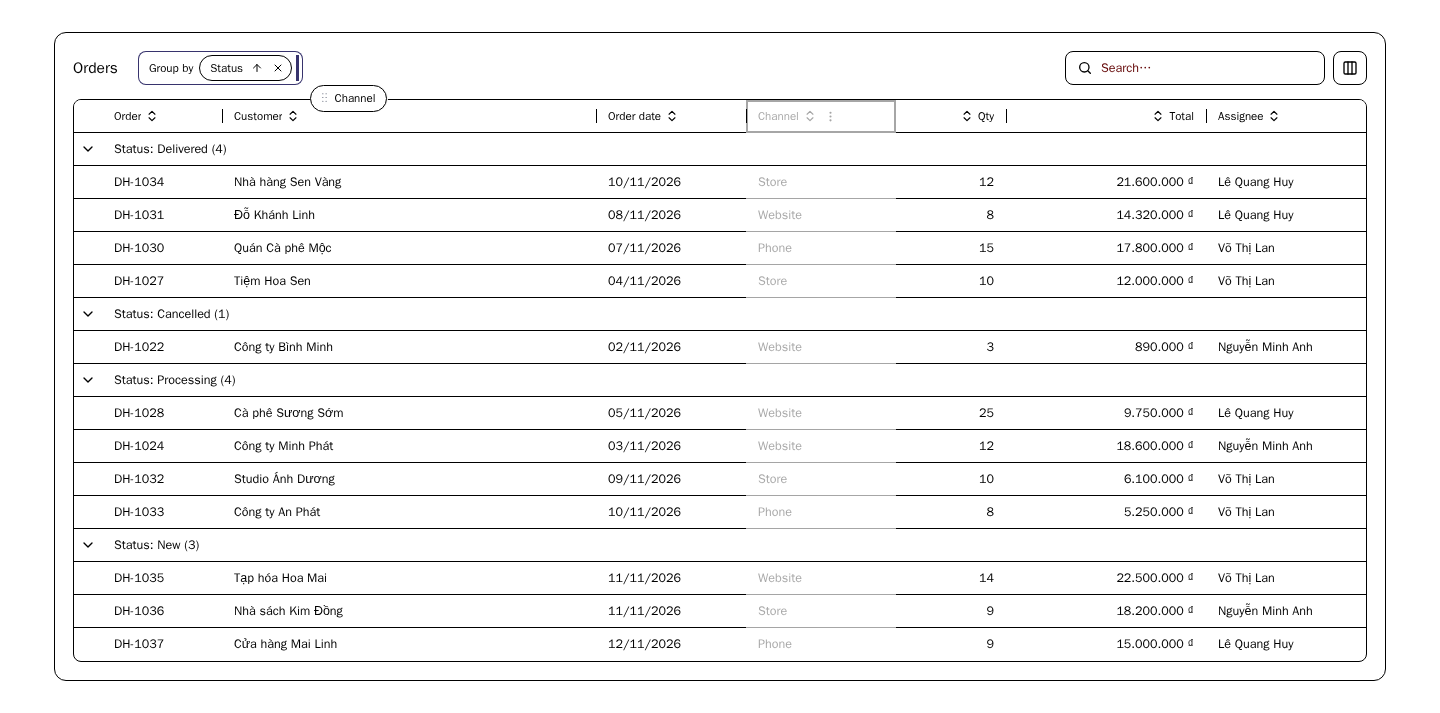 Orders Group by Status Search···
Channel
Order Customer Order date Channel Qty Total Assignee
Status: Delivered (4)
DH-1034 Nhà hàng Sen Vàng 10/11/2026 Store 12 21.600.000 ₫ Lê Quang Huy
DH-1031 Đỗ Khánh Linh 08/11/2026 Website 8 14.320.000 ₫ Lê Quang Huy
DH-1030 Quán Cà phê Mộc 07/11/2026 Phone 15 17.800.000 ₫ Võ Thị Lan
DH-1027 Tiệm Hoa Sen 04/11/2026 Store 10 12.000.000 ₫ Võ Thị Lan
Status: Cancelled (1)
DH-1022 Công ty Bình Minh 02/11/2026 Website 3 890.000 ₫ Nguyễn Minh Anh
Status: Processing (4)
DH-1028 Cà phê Sương Sớm 05/11/2026 Website 25 9.750.000 ₫ Lê Quang Huy
DH-1024 Công ty Minh Phát 03/11/2026 Website 12 18.600.000 ₫ Nguyễn Minh Anh
DH-1032 Studio Ánh Dương 09/11/2026 Store 10 6.100.000 ₫ Võ Thị Lan
DH-1033 Công ty An Phát 10/11/2026 Phone 8 5.250.000 ₫ Võ Thị Lan
Status: New (3)
DH-1035 Tạp hóa Hoa Mai 11/11/2026 Website 14 22.500.000 ₫ Võ Thị Lan
DH-1036 Nhà sách Kim Đồng 11/11/2026 Store 9 18.200.000 ₫ Nguyễn Minh Anh
DH-1037 Cửa hàng Mai Linh 12/11/2026 Phone 9 15.000.000 ₫ Lê Quang Huy